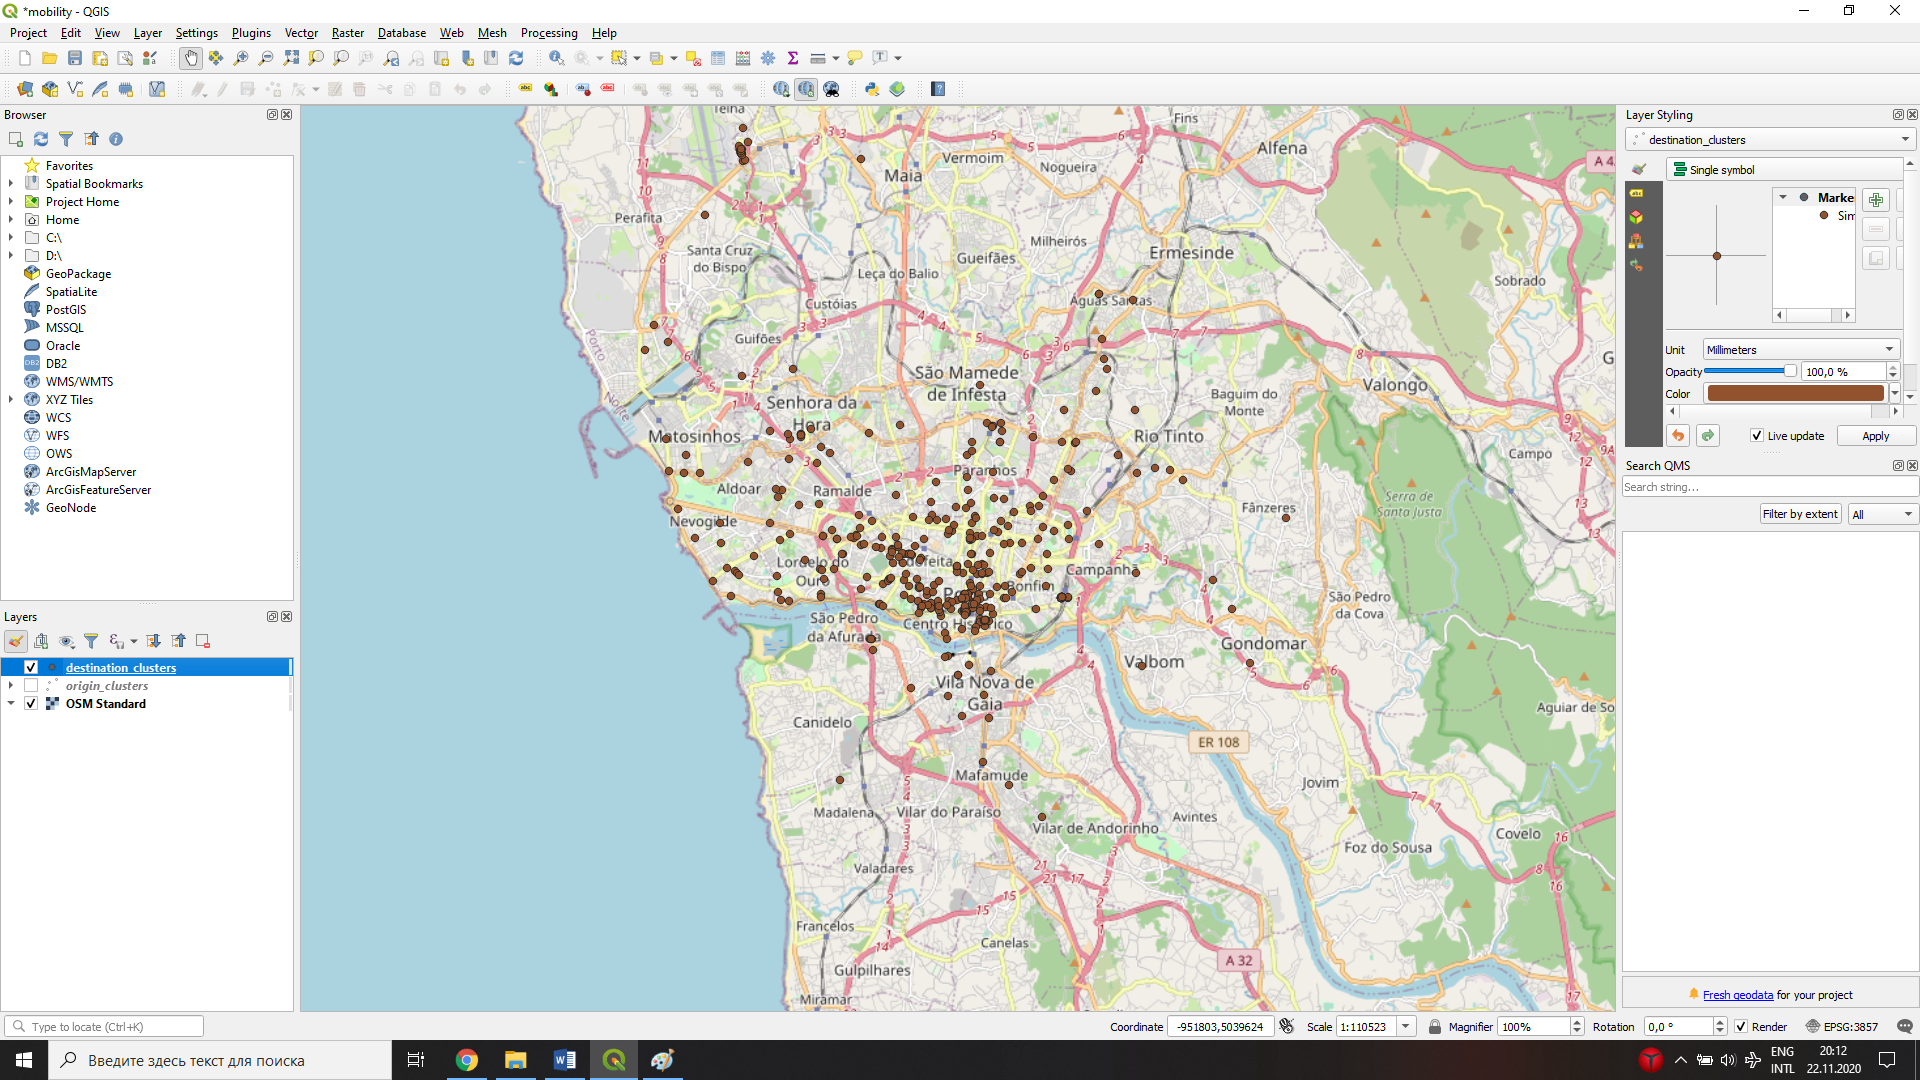 *mobility - QGIS
Project Edit View Layer Settings Plugins Vector Raster Database Web Mesh Processing Help
Browser
Favorites
Spatial Bookmarks
Project Home
Home
C:\
D:\
GeoPackage
SpatiaLite
PostGIS
MSSQL
Oracle
DB2
WMS/WMTS
XYZ Tiles
WCS
WFS
OWS
ArcGisMapServer
ArcGisFeatureServer
GeoNode
Layers
destination_clusters
origin_clusters
OSM Standard
Telha
Fins
Vermoim
Nogueira
Alfena
Maia
A 4
Perafita
Milheirós
Santa Cruz
do Bispo
Gueifães
Ermesinde
Leça do Balio
Sobrado
Custóias
Águas Santas
Porto
Norte
Guifões
São Mamede
de Infesta
Valongo
Senhora da
Hora
Baguim do
Monte
Matosinhos
Rio Tinto
Campo
Paranhos
Aldoar
Ramalde
Serra de
Santa Justa
Nevogilde
Fânzeres
Lordelo do
Campanhã
Bonfim
São Pedro
da Cova
São Pedro
da Afurada
Centro Histórico
Gondomar
Valbom
Vila Nova de
Gaia
Canidelo
Aguiar de So
ER 108
Mafamude
Jovim
Madalena
Vilar do Paraíso
Avintes
Vilar de Andorinho
Covelo
Foz do Sousa
Valadares
Francelos
Canelas
A 32
Gulpilhares
Miramar
Layer Styling
destination_clusters
Single symbol
Marke
Sim
Unit Millimeters
Opacity 100,0 %
Color
Live update Apply
Search QMS
Search string...
Filter by extent All
Fresh geodata for your project
Type to locate (Ctrl+K) Coordinate -951803,5039624 Scale 1:110523 Magnifier 100% Rotation 0,0 ° Render EPSG:3857
Введите здесь текст для поиска
ENG
INTL
20:12
22.11.2020